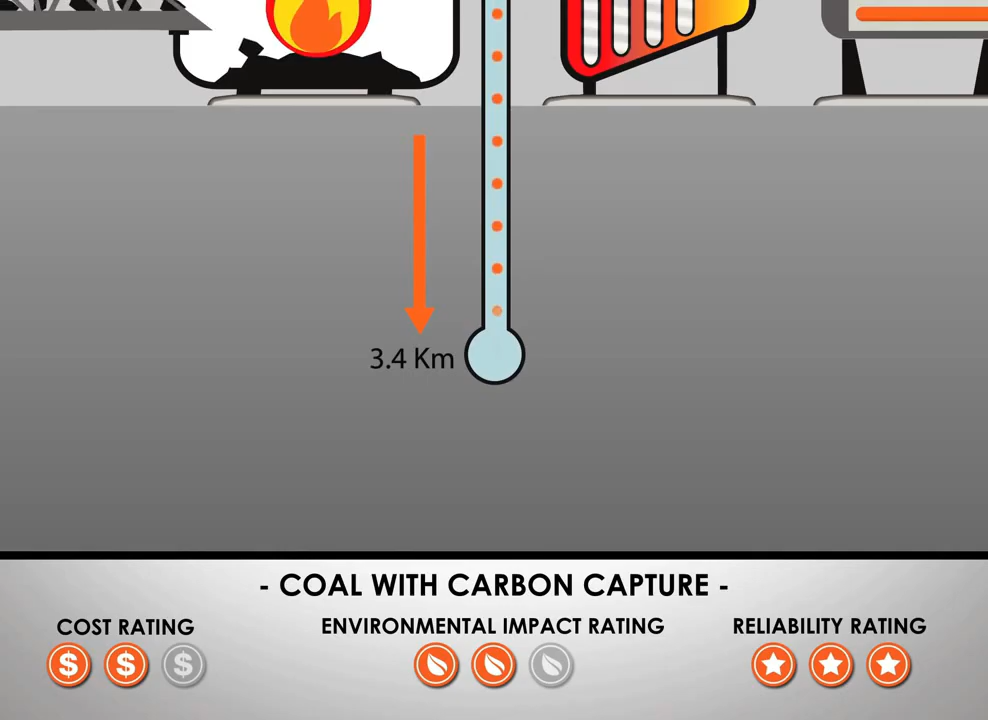 3.4 Km
- COAL WITH CARBON CAPTURE -
COST RATING
ENVIRONMENTAL IMPACT RATING
RELIABILITY RATING
$ $ $